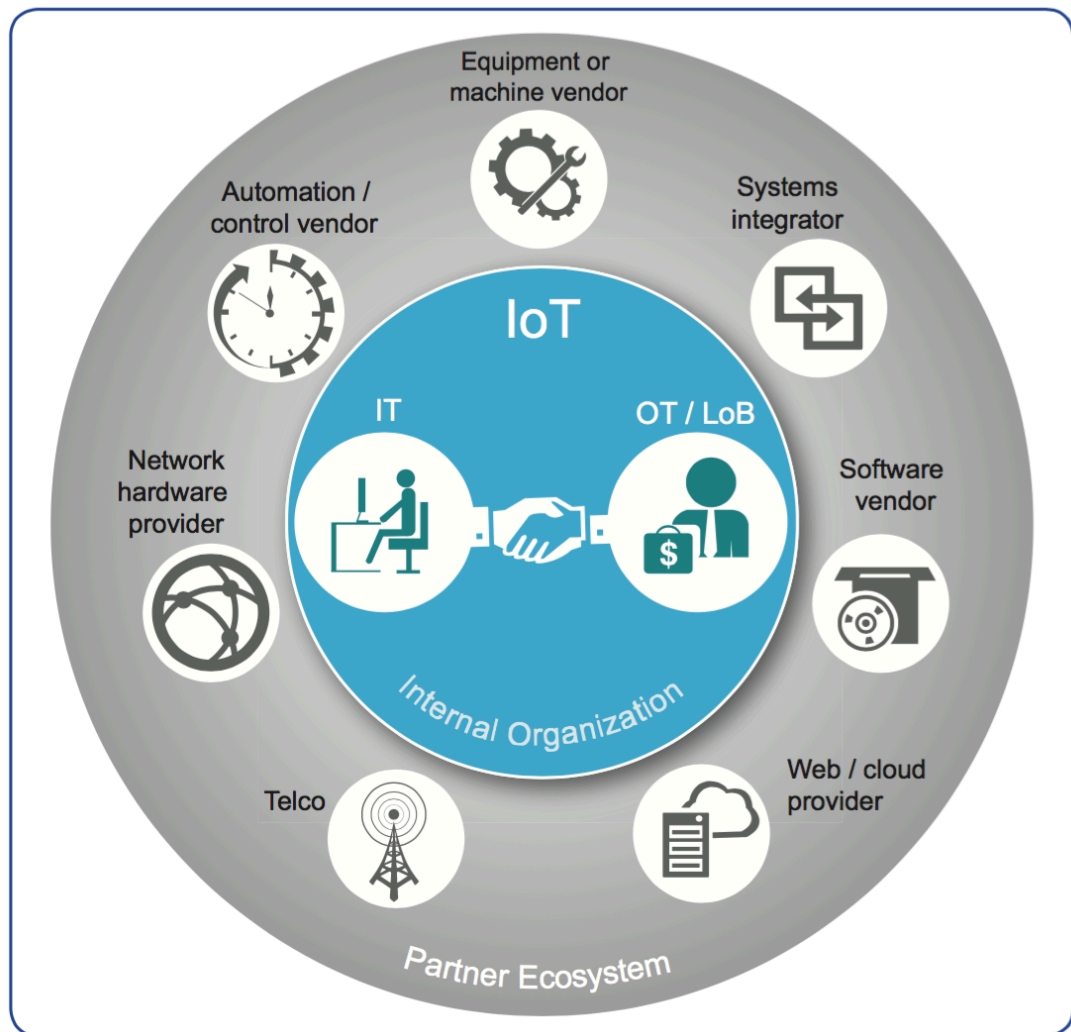 Equipment or
machine vendor
Automation /
control vendor
Systems
integrator
IoT
IT
OT / LoB
$
Network
hardware
provider
Software
vendor
Internal Organization
Telco
Web / cloud
provider
Partner Ecosystem